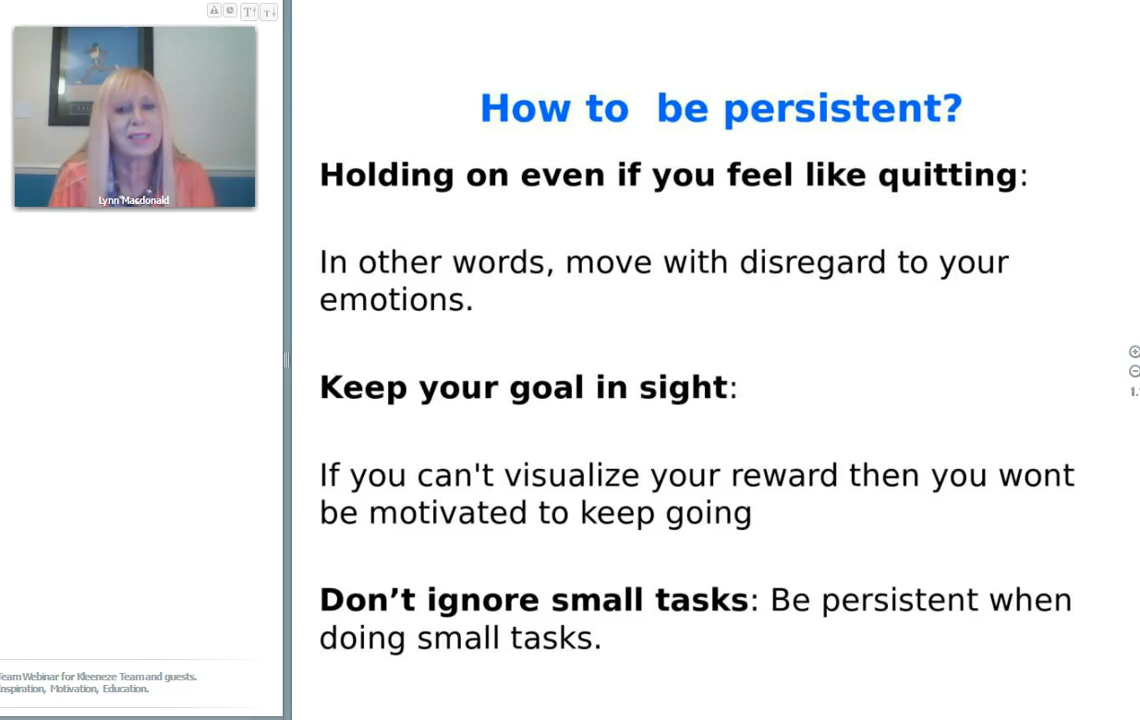 Lynn Macdonald
How to  be persistent?
Holding on even if you feel like quitting:
In other words, move with disregard to your
emotions.
Keep your goal in sight:
If you can't visualize your reward then you wont
be motivated to keep going
Don’t ignore small tasks: Be persistent when
doing small tasks.
Team Webinar for Kleeneze Team and guests.
nspiration, Motivation, Education.